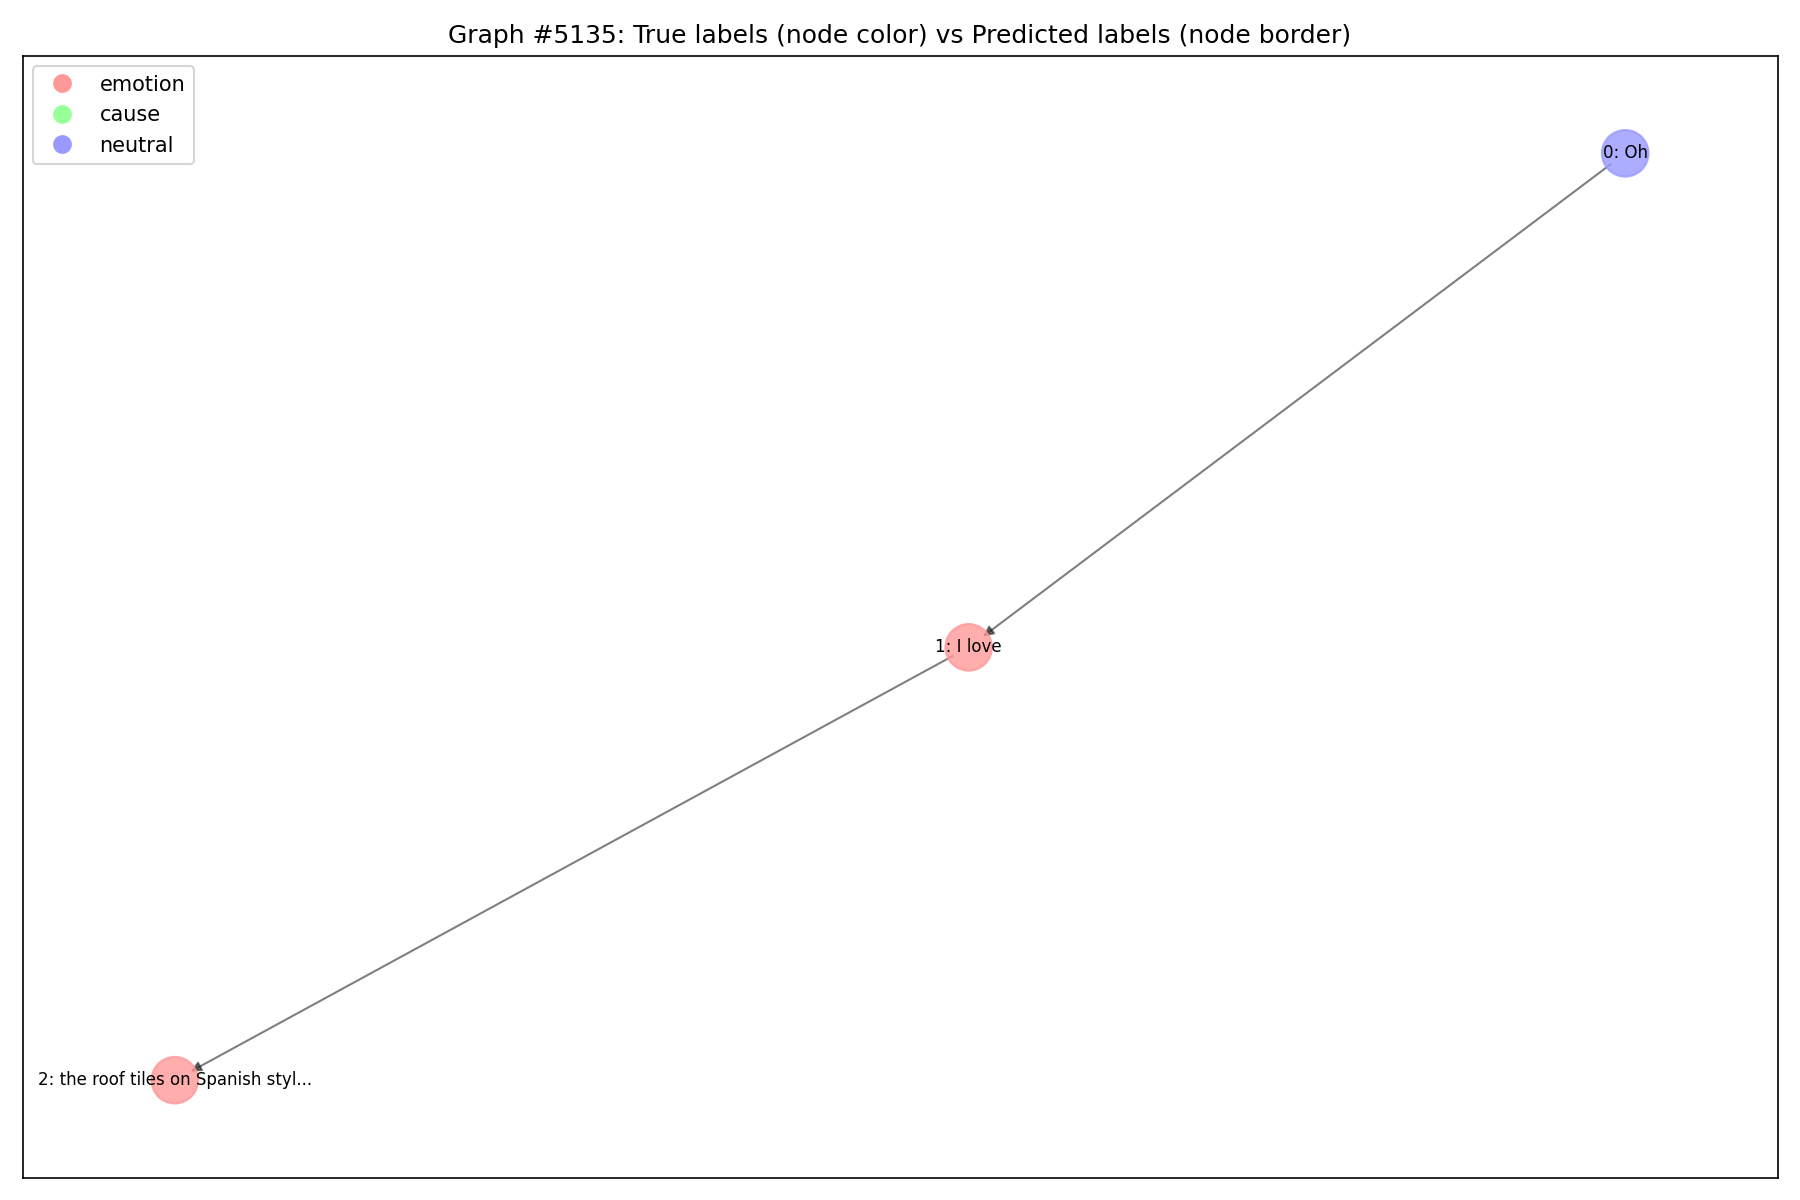 Graph #5135: True labels (node color) vs Predicted labels (node border)
emotion
cause
neutral
0: Oh
1: I love
2: the roof tiles on Spanish styl...